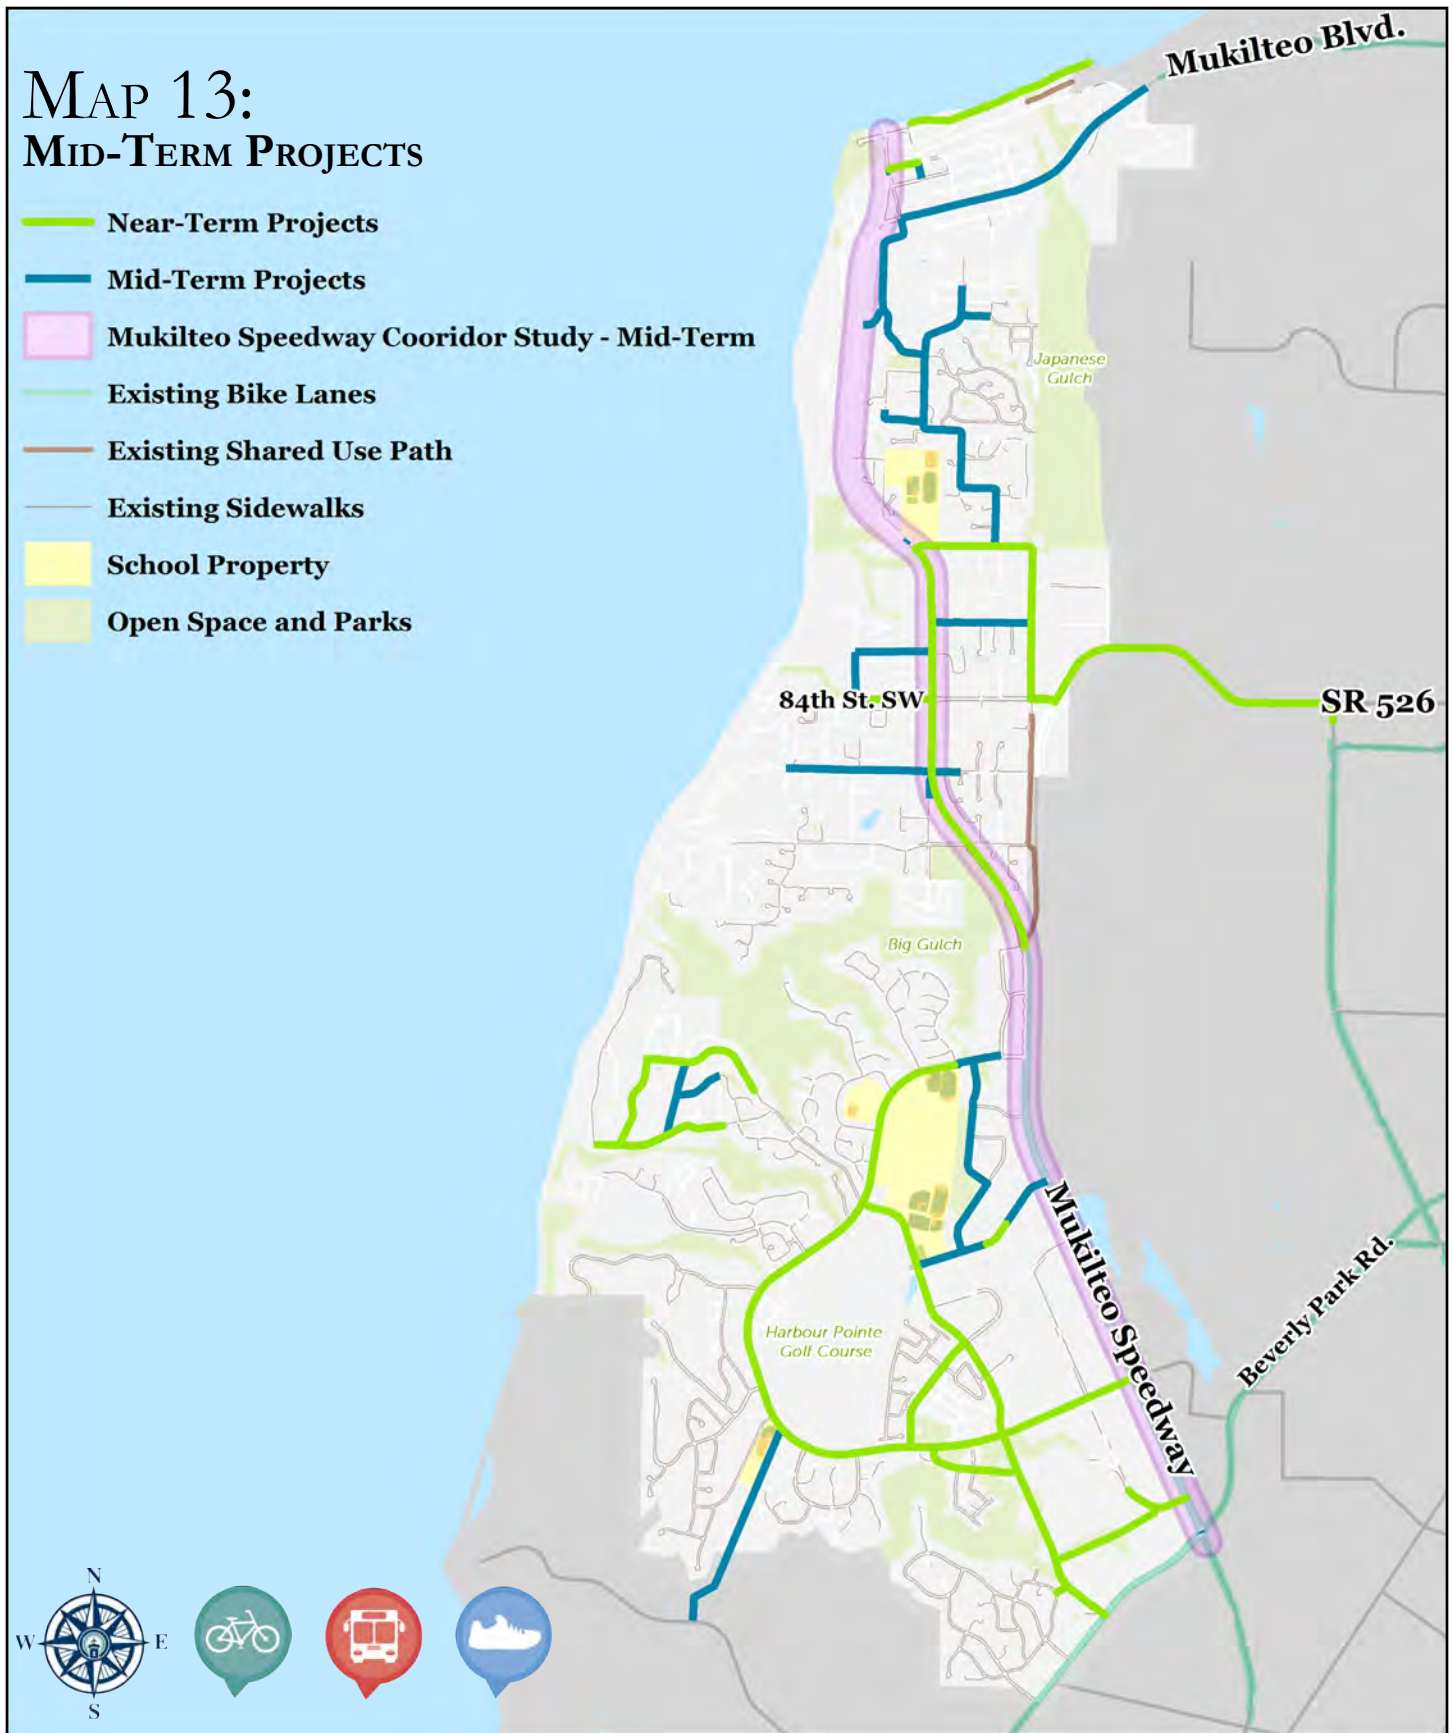 MAP 13:
MID-TERM PROJECTS
Near-Term Projects
Mid-Term Projects
Mukilteo Speedway Cooridor Study - Mid-Term
Existing Bike Lanes
Existing Shared Use Path
Existing Sidewalks
School Property
Open Space and Parks
Mukilteo Blvd.
Japanese
Gulch
84th St. SW
SR 526
Big Gulch
Mukilteo Speedway
Beverly Park Rd.
Harbour Pointe
Golf Course
N
W
E
S